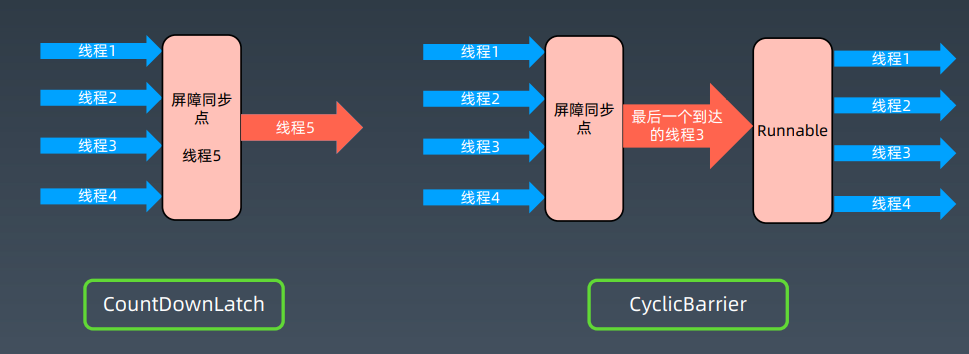 线程1
线程2
线程3
线程4
屏障同步
点
线程5
线程5
CountDownLatch
线程1
线程2
线程3
线程4
屏障同步
点
最后一个到达
的线程3
Runnable
线程1
线程2
线程3
线程4
CyclicBarrier